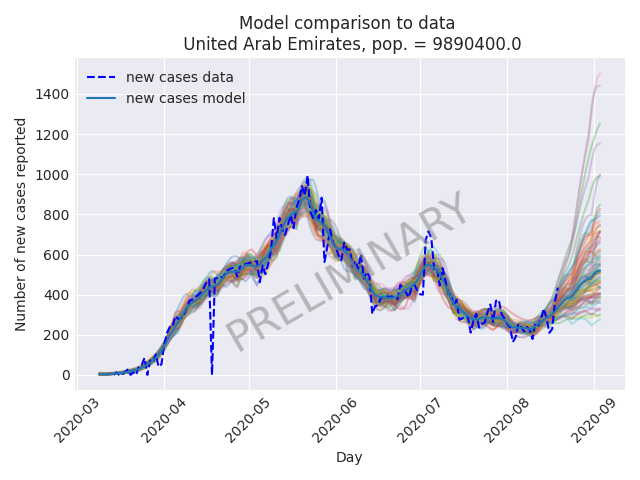 Model comparison to data
United Arab Emirates, pop. = 9890400.0
new cases data
new cases model
Number of new cases reported
1400
1200
1000
800
600
400
200
0
PRELIMINARY
2020-03
2020-04
2020-05
2020-06
2020-07
2020-08
2020-09
Day